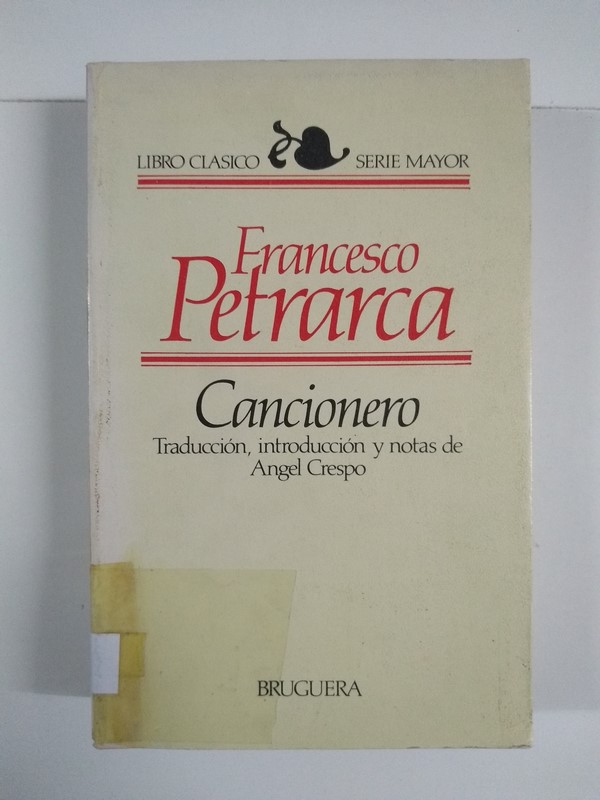 LIBRO CLASICO SERIE MAYOR
Francesco
Petrarca
Cancionero
Traducción, introducción y notas de
Angel Crespo
BRUGUERA